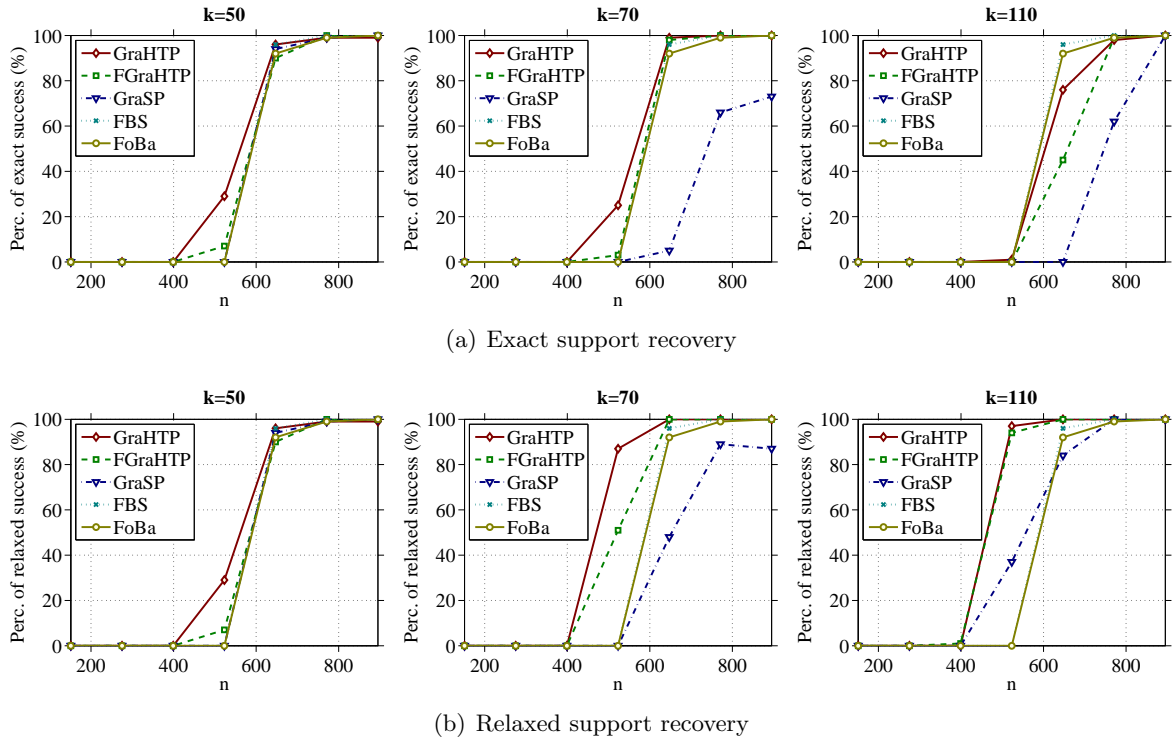 k=50
k=70
k=110
Perc. of exact success (%)
100
80
60
40
20
0
GraHTP
FGraHTP
GraSP
FBS
FoBa
200
400
600
800
n
Perc. of exact success (%)
100
80
60
40
20
0
GraHTP
FGraHTP
GraSP
FBS
FoBa
200
400
600
800
n
Perc. of exact success (%)
100
80
60
40
20
0
GraHTP
FGraHTP
GraSP
FBS
FoBa
200
400
600
800
n
(a) Exact support recovery
k=50
k=70
k=110
Perc. of relaxed success (%)
100
80
60
40
20
0
GraHTP
FGraHTP
GraSP
FBS
FoBa
200
400
600
800
n
Perc. of relaxed success (%)
100
80
60
40
20
0
GraHTP
FGraHTP
GraSP
FBS
FoBa
200
400
600
800
n
Perc. of relaxed success (%)
100
80
60
40
20
0
GraHTP
FGraHTP
GraSP
FBS
FoBa
200
400
600
800
n
(b) Relaxed support recovery